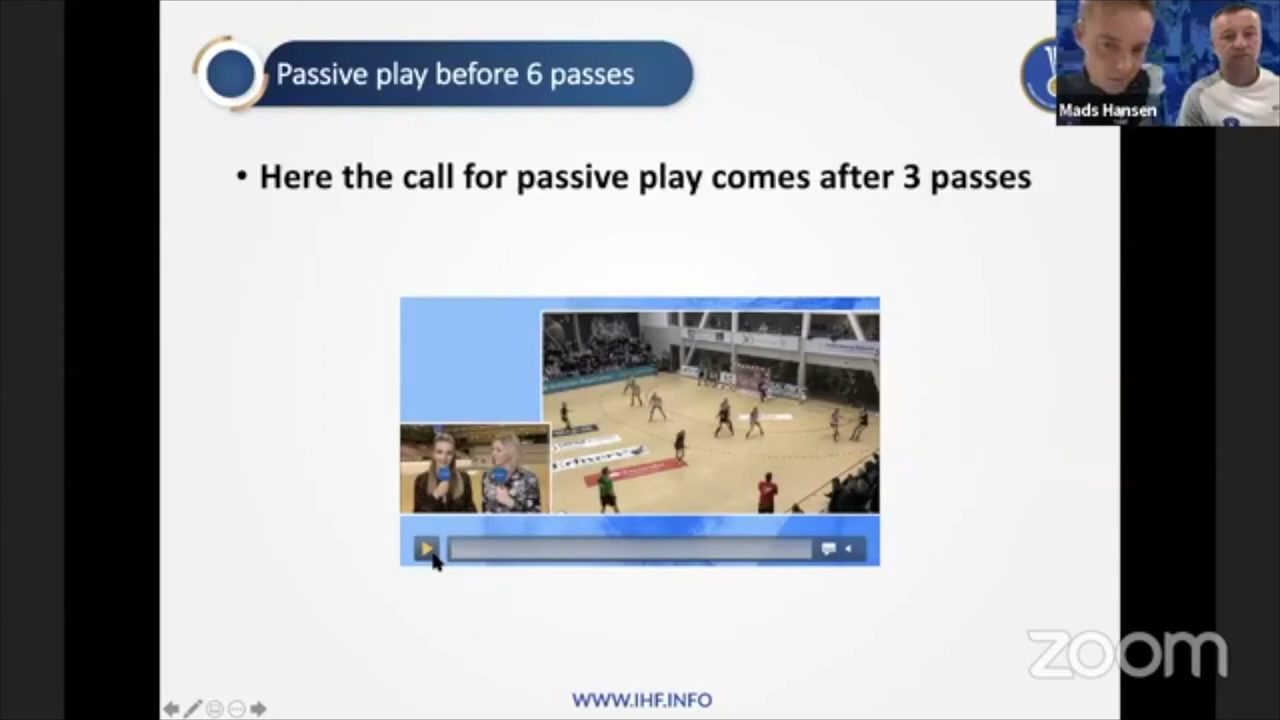 Passive play before 6 passes
Mads Hansen
• Here the call for passive play comes after 3 passes
zoom
WWW.IHF.INFO